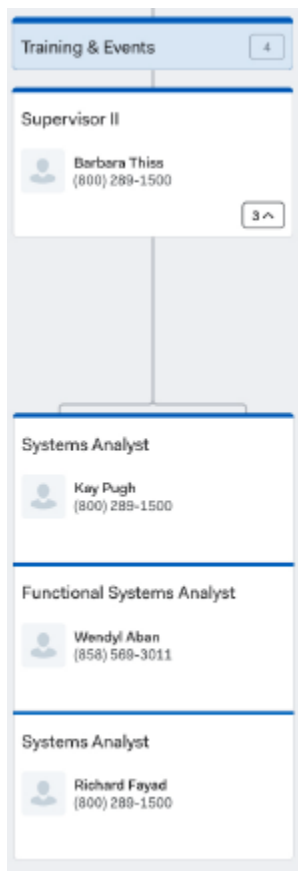 Training & Events 4
Supervisor II
Barbara Thiss
(800) 289-1500
3
Systems Analyst
Kay Pugh
(800) 289-1500
Functional Systems Analyst
Wendyl Aban
(858) 569-3011
Systems Analyst
Richard Fayad
(800) 289-1500